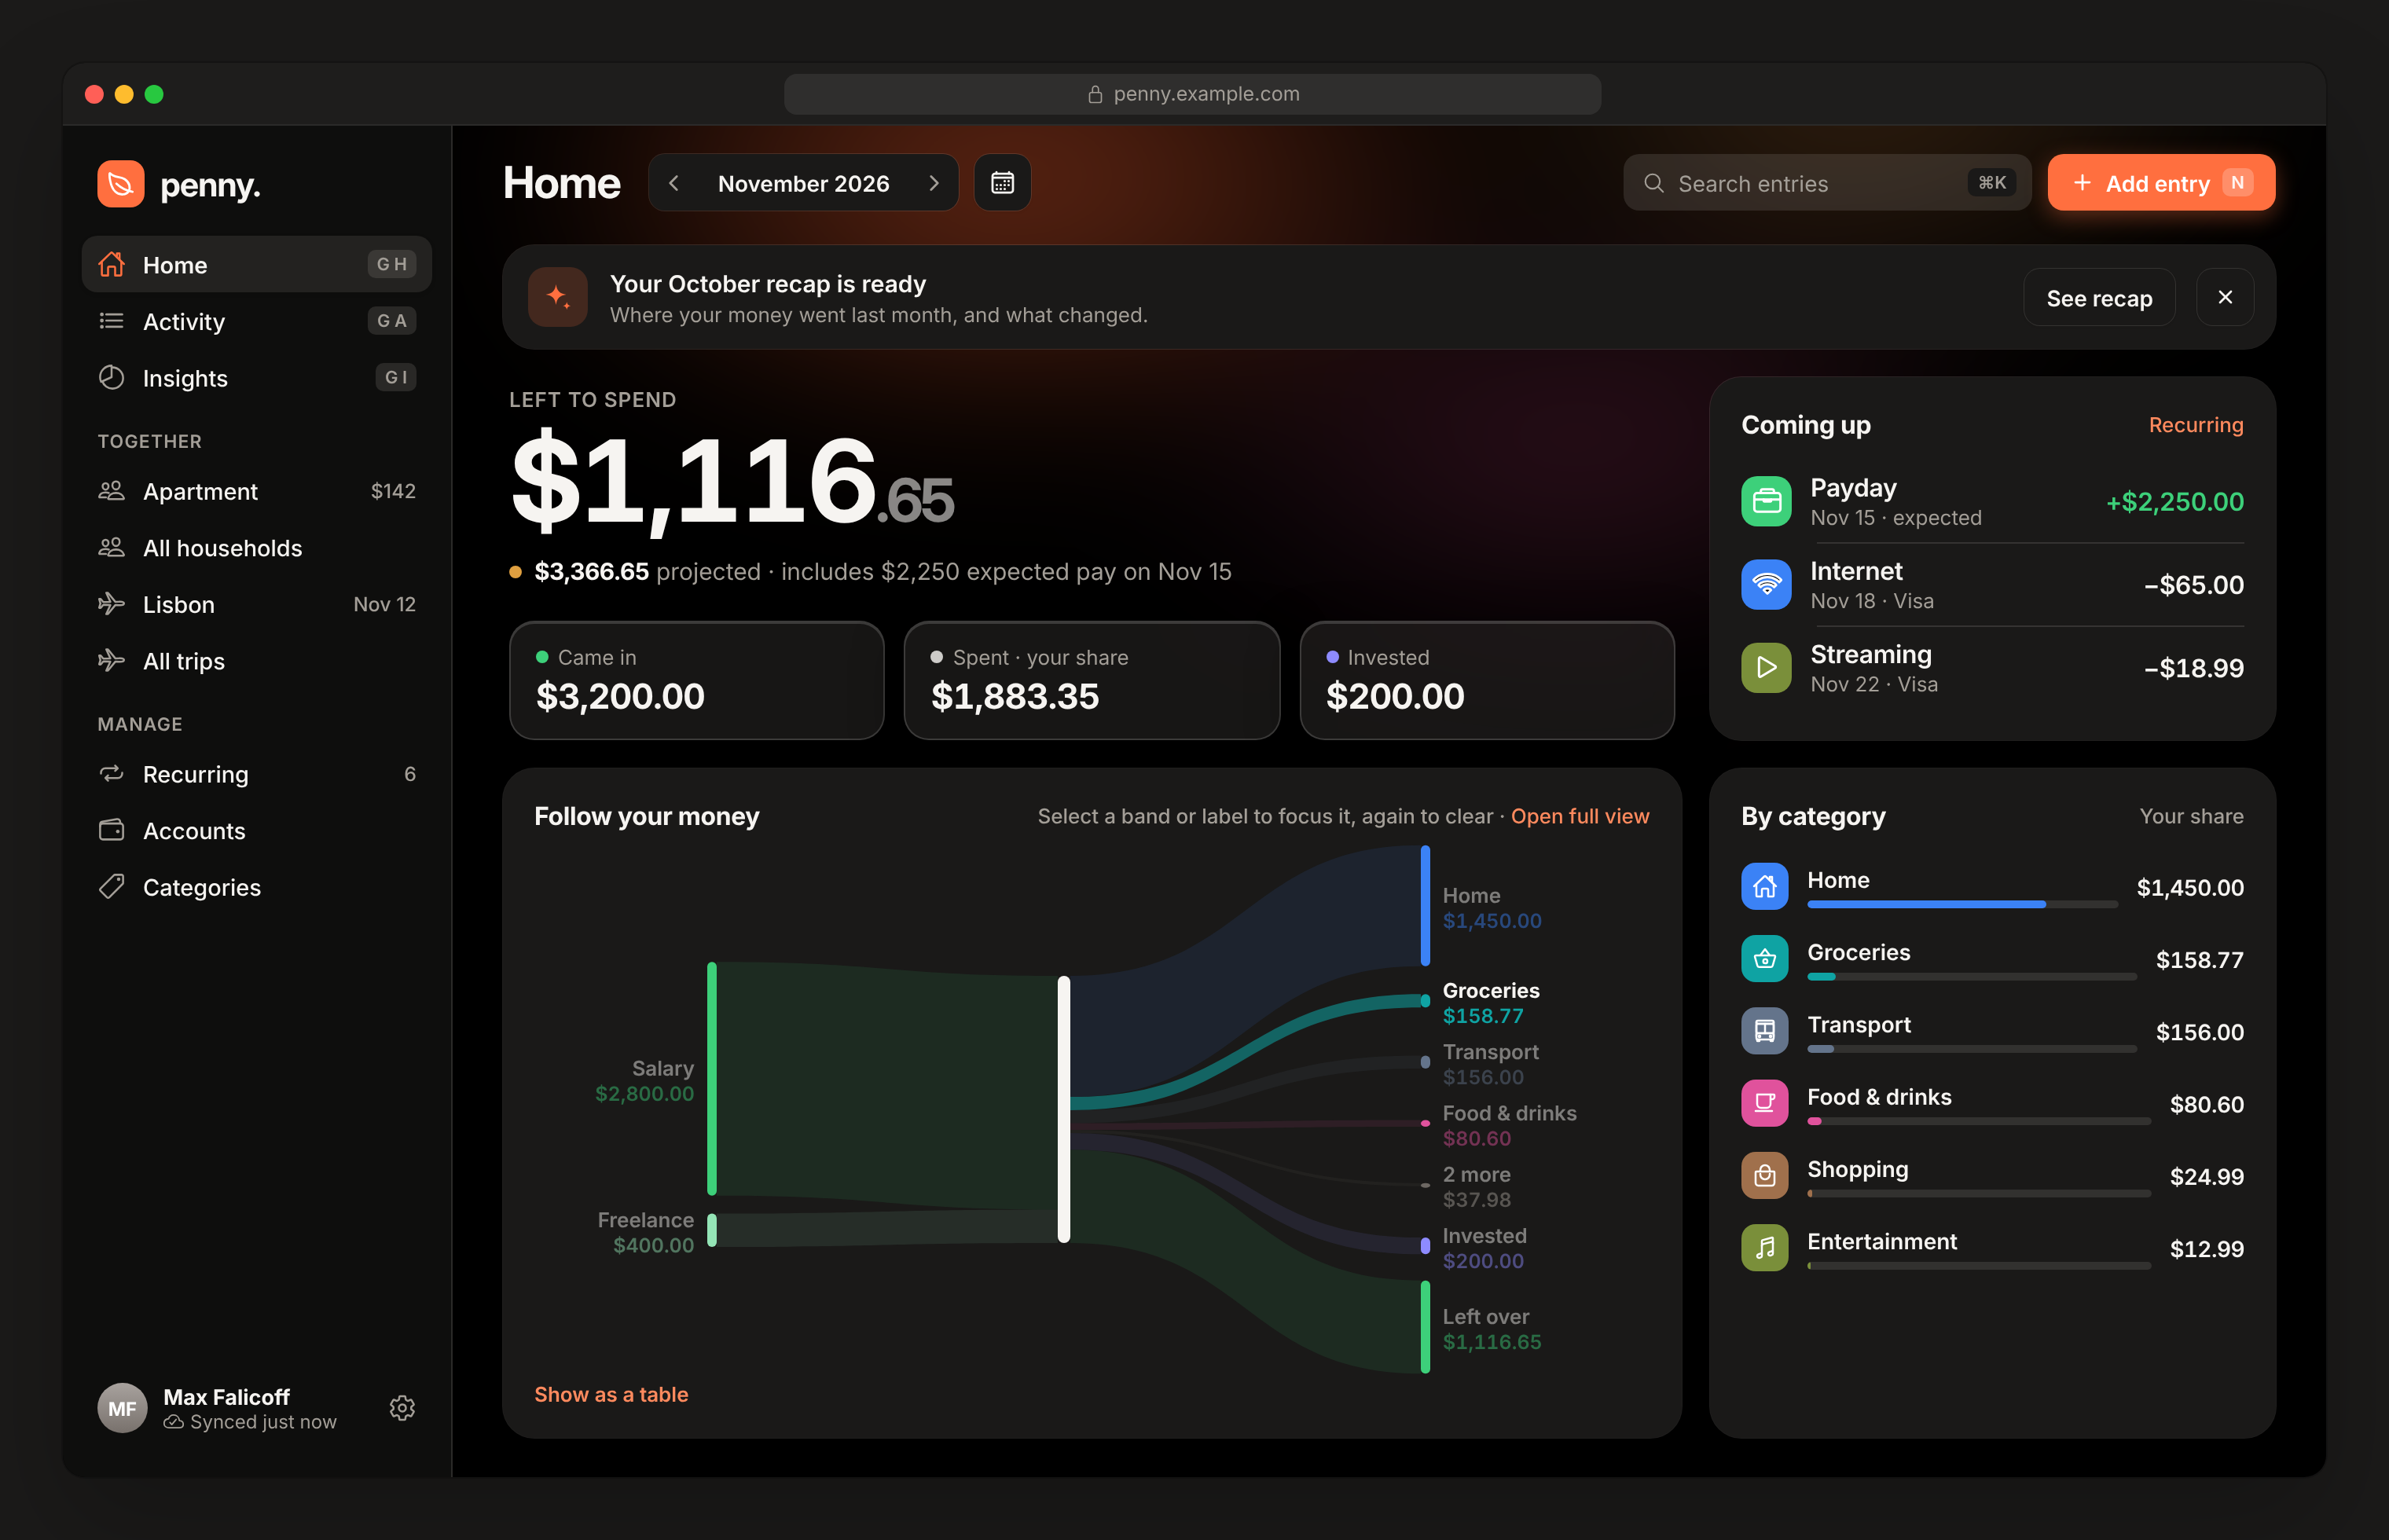 penny.example.com
penny.
Home G H
Activity G A
Insights G I
TOGETHER
Apartment $142
All households
Lisbon Nov 12
All trips
MANAGE
Recurring 6
Accounts
Categories
MF
Max Falicoff
Synced just now
Home
November 2026
Search entries ⌘K
+ Add entry N
Your October recap is ready
Where your money went last month, and what changed.
See recap
LEFT TO SPEND
$1,116.65
$3,366.65 projected · includes $2,250 expected pay on Nov 15
Came in
$3,200.00
Spent · your share
$1,883.35
Invested
$200.00
Coming up
Recurring
Payday
Nov 15 · expected
+$2,250.00
Internet
Nov 18 · Visa
−$65.00
Streaming
Nov 22 · Visa
−$18.99
Follow your money
Select a band or label to focus it, again to clear · Open full view
Salary
$2,800.00
Freelance
$400.00
Home
$1,450.00
Groceries
$158.77
Transport
$156.00
Food & drinks
$80.60
2 more
$37.98
Invested
$200.00
Left over
$1,116.65
Show as a table
By category
Your share
Home
$1,450.00
Groceries
$158.77
Transport
$156.00
Food & drinks
$80.60
Shopping
$24.99
Entertainment
$12.99